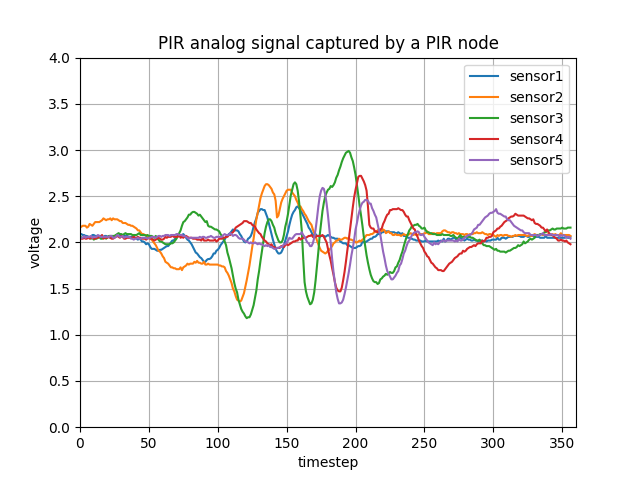 PIR analog signal captured by a PIR node
4.0
3.5
3.0
2.5
2.0
1.5
1.0
0.5
0.0
voltage
sensor1
sensor2
sensor3
sensor4
sensor5
0 50 100 150 200 250 300 350
timestep